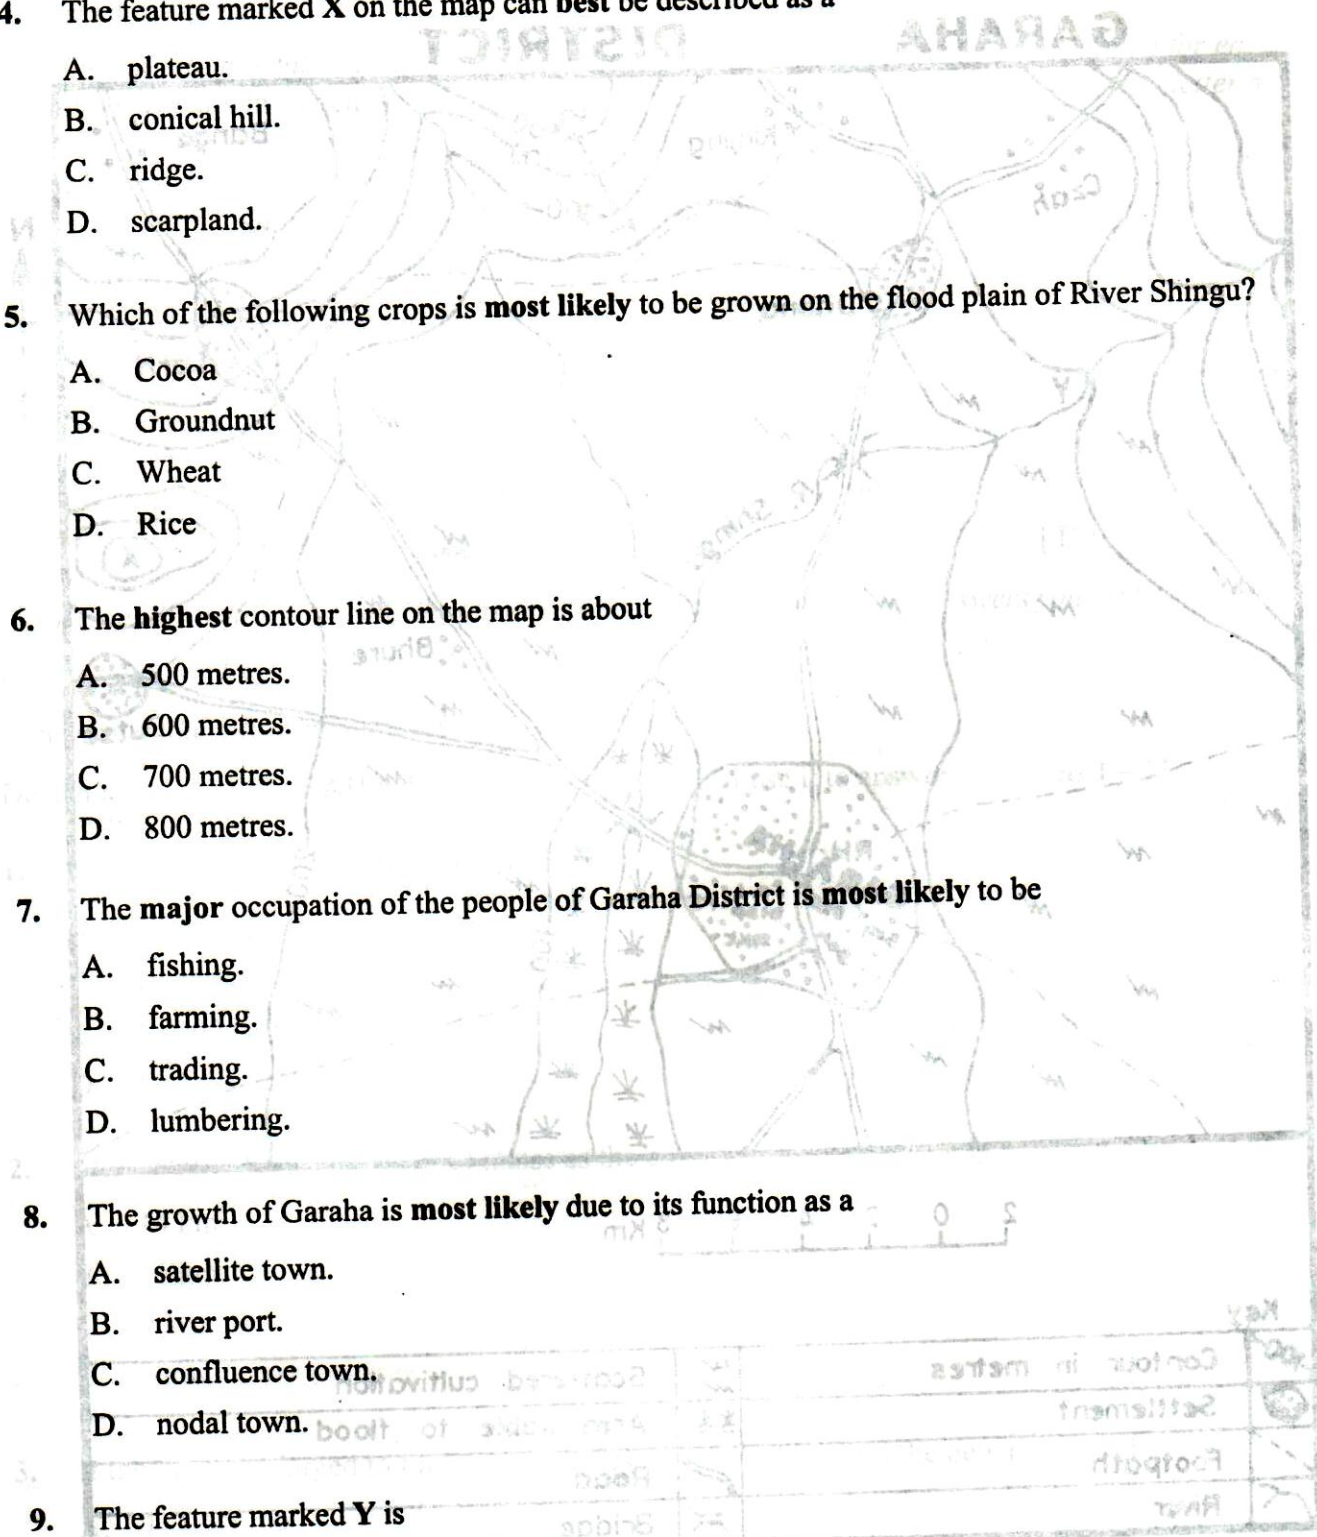 4. The feature marked X on the map can best be described as a
A. plateau.
B. conical hill.
C. ridge.
D. scarpland.
5. Which of the following crops is most likely to be grown on the flood plain of River Shingu?
A. Cocoa
B. Groundnut
C. Wheat
D. Rice
6. The highest contour line on the map is about
A. 500 metres.
B. 600 metres.
C. 700 metres.
D. 800 metres.
7. The major occupation of the people of Garaha District is most likely to be
A. fishing.
B. farming.
C. trading.
D. lumbering.
8. The growth of Garaha is most likely due to its function as a
A. satellite town.
B. river port.
C. confluence town.
D. nodal town.
9. The feature marked Y is
GARAHA DISTRICT
Gzak
Bhure
2 0
3 Km
Key
Contour in metres
Settlement
Footpath
River
Scattered cultivation
Area liable to flood
Road
Bridge